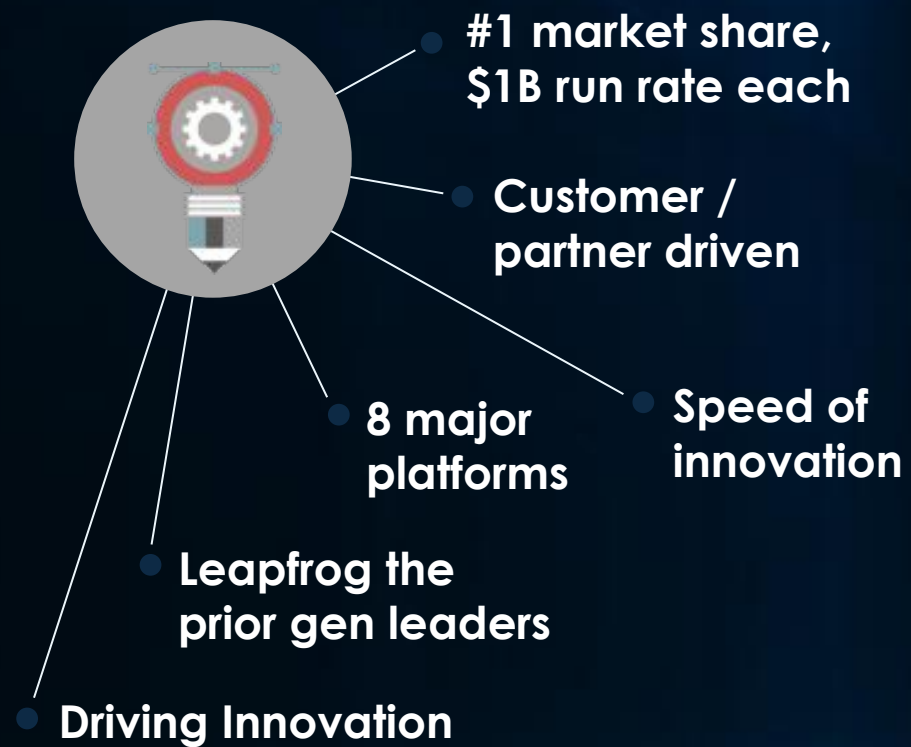 #1 market share,
$1B run rate each
Customer /
partner driven
Speed of
innovation
8 major
platforms
Leapfrog the
prior gen leaders
Driving Innovation